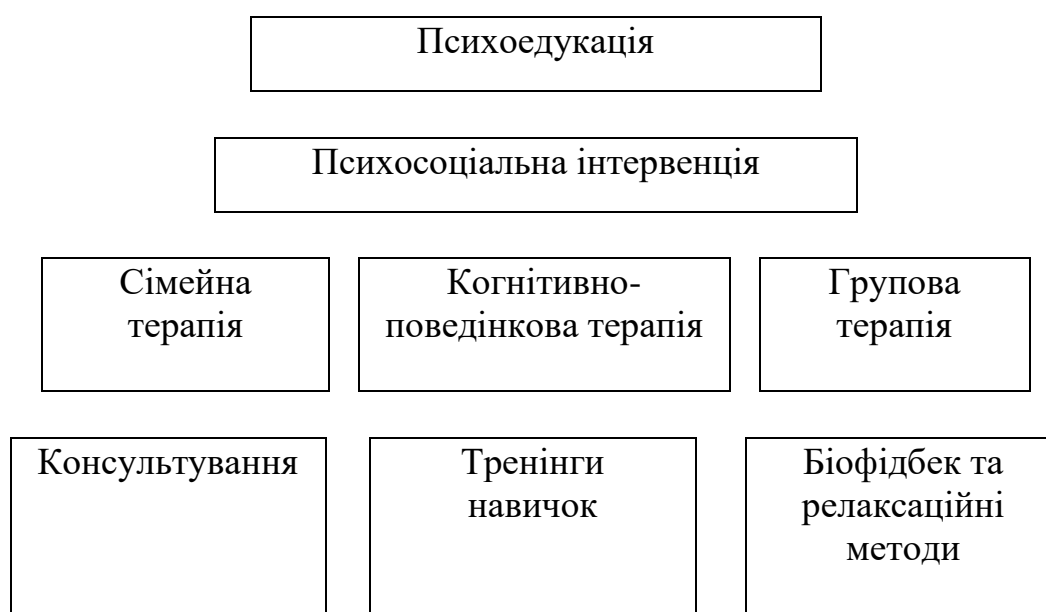 Психоедукація
Психосоціальна інтервенція
Сімейна
терапія
Когнітивно-
поведінкова терапія
Групова
терапія
Консультування
Тренінги
навичок
Біофідбек та
релаксаційні
методи